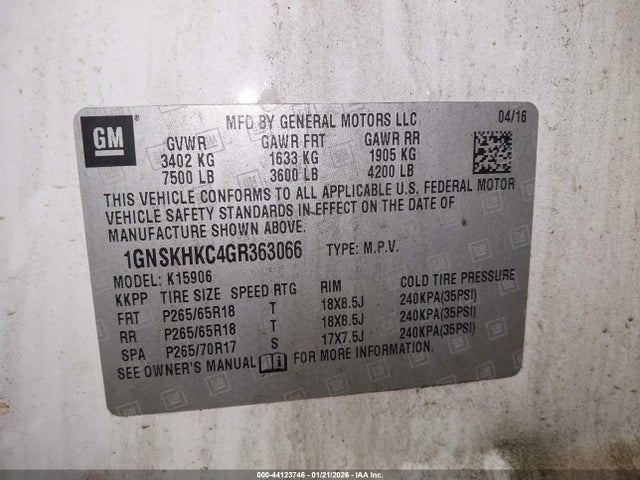 GM
MFD BY GENERAL MOTORS LLC 04/16
GVWR GAWR FRT GAWR RR
3402 KG 1633 KG 1905 KG
7500 LB 3600 LB 4200 LB
THIS VEHICLE CONFORMS TO ALL APPLICABLE U.S. FEDERAL MOTOR
VEHICLE SAFETY STANDARDS IN EFFECT ON THE DATE OF
MANUFACTURE SHOWN ABOVE.
1GNSKHKC4GR363066 TYPE: M.P.V.
MODEL: K15906
KKPP TIRE SIZE SPEED RTG RIM COLD TIRE PRESSURE
FRT P265/65R18 T 18X8.5J 240KPA(35PSI)
RR P265/65R18 T 18X8.5J 240KPA(35PSI)
SPA P265/70R17 S 17X7.5J 240KPA(35PSI)
SEE OWNER'S MANUAL FOR MORE INFORMATION.
000-44123746 - 01/21/2026 - IAA Inc.